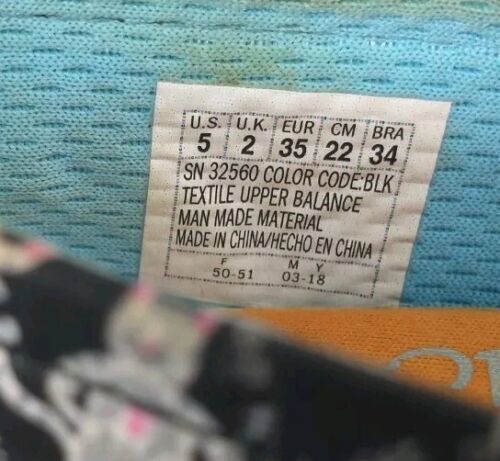 U.S. U.K. EUR CM BRA
5 2 35 22 34
SN 32560 COLOR CODE:BLK
TEXTILE UPPER BALANCE
MAN MADE MATERIAL
MADE IN CHINA/HECHO EN CHINA
F M Y
50-51 03-18